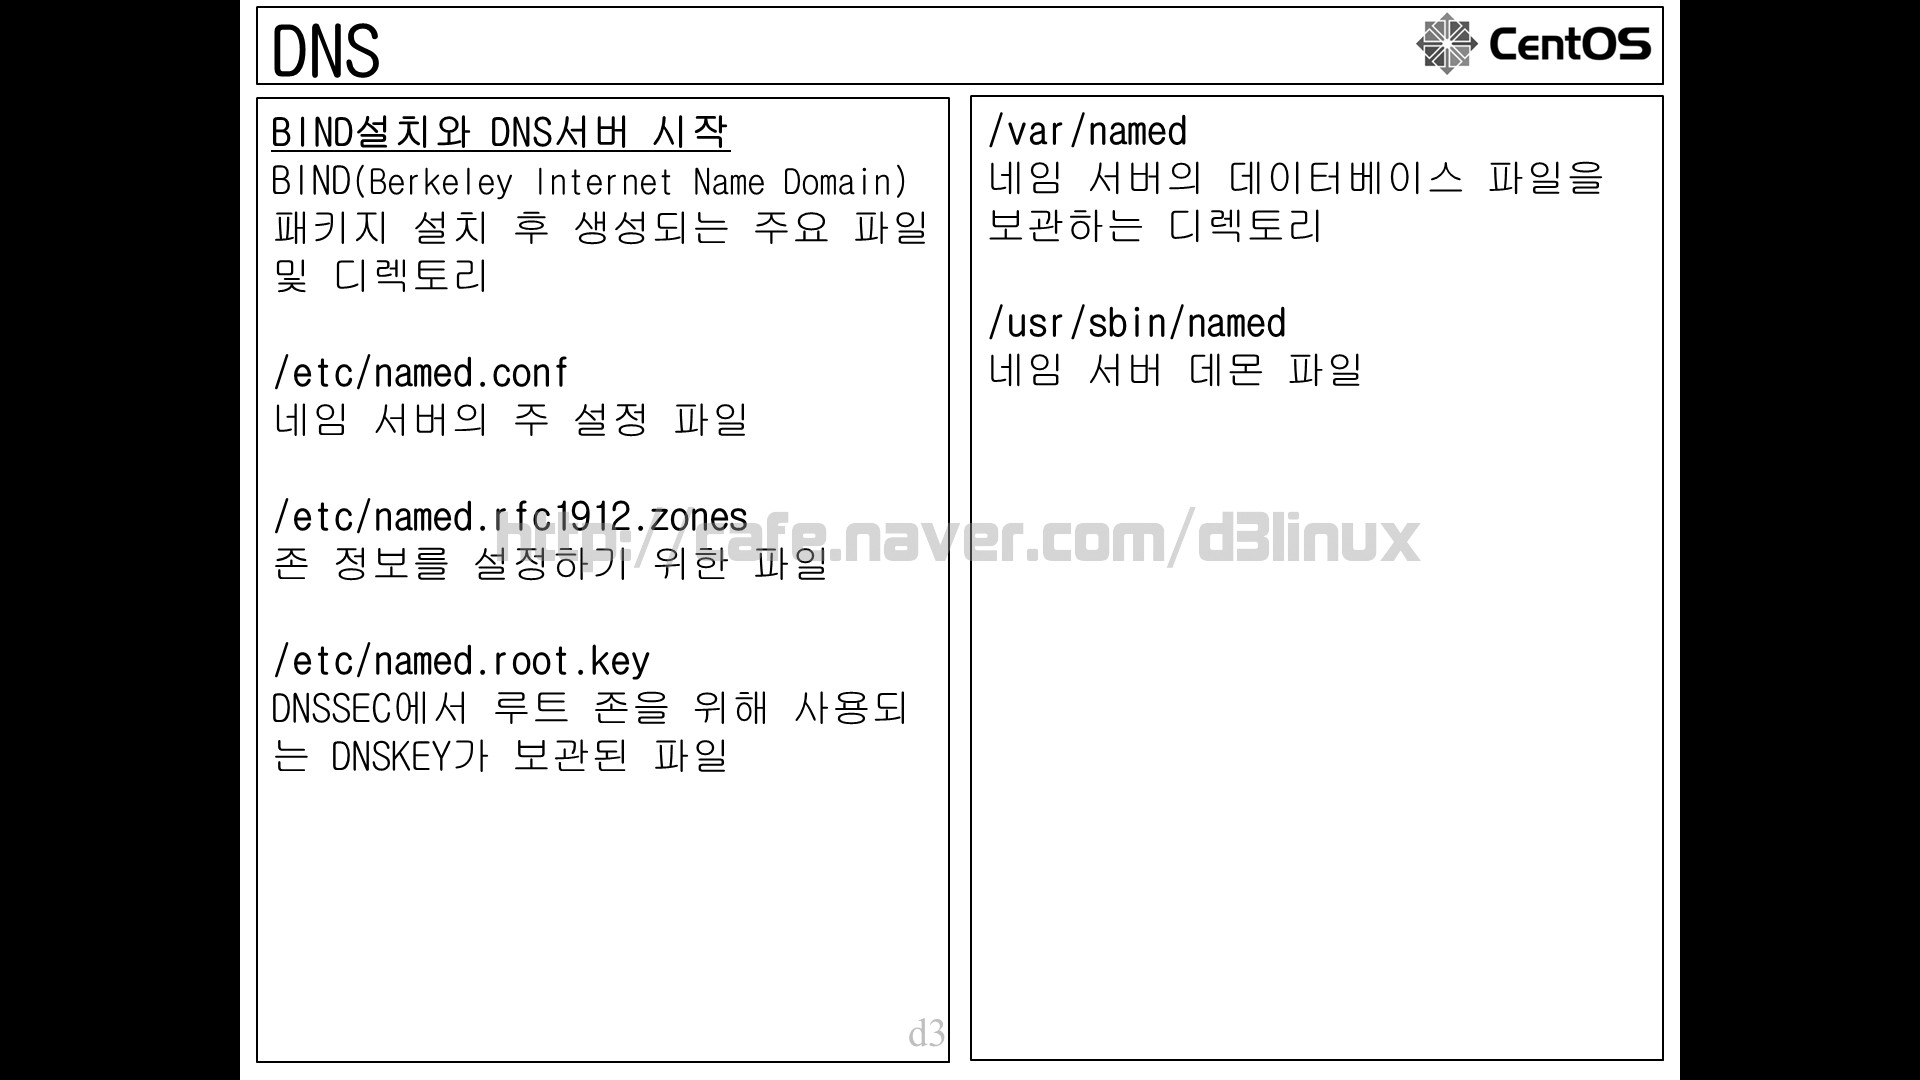 DNS
CentOS
BIND설치와 DNS서버 시작
BIND(Berkeley Internet Name Domain)
패키지 설치 후 생성되는 주요 파일
및 디렉토리
/etc/named.conf
네임 서버의 주 설정 파일
/etc/named.rfc1912.zones
존 정보를 설정하기 위한 파일
/etc/named.root.key
DNSSEC에서 루트 존을 위해 사용되
는 DNSKEY가 보관된 파일
/var/named
네임 서버의 데이터베이스 파일을
보관하는 디렉토리
/usr/sbin/named
네임 서버 데몬 파일
http://cafe.naver.com/d3linux
d3